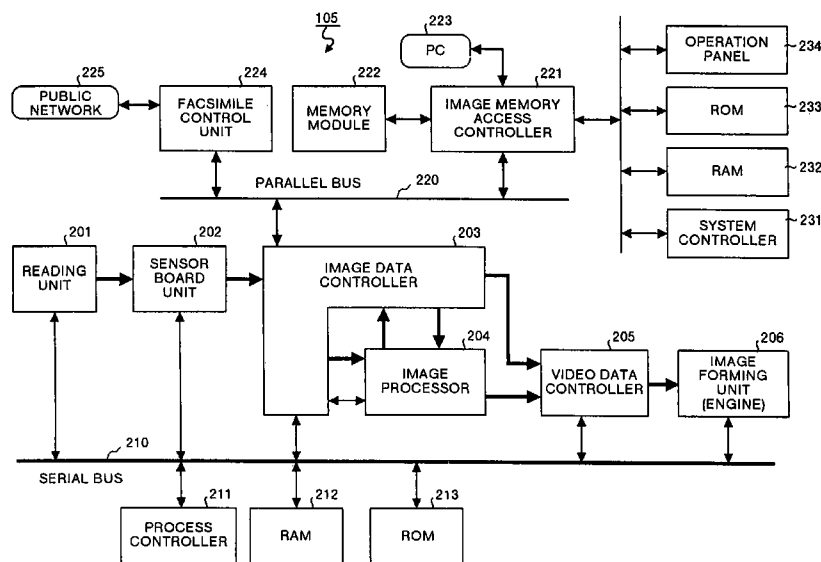 105
223
PC
225
PUBLIC
NETWORK
224
FACSIMILE
CONTROL
UNIT
222
MEMORY
MODULE
221
IMAGE MEMORY
ACCESS
CONTROLLER
OPERATION
PANEL
234
ROM
233
RAM
232
SYSTEM
CONTROLLER
231
PARALLEL BUS
220
201
READING
UNIT
202
SENSOR
BOARD
UNIT
203
IMAGE DATA
CONTROLLER
204
IMAGE
PROCESSOR
205
VIDEO DATA
CONTROLLER
206
IMAGE
FORMING
UNIT
(ENGINE)
210
SERIAL BUS
211
PROCESS
CONTROLLER
212
RAM
213
ROM